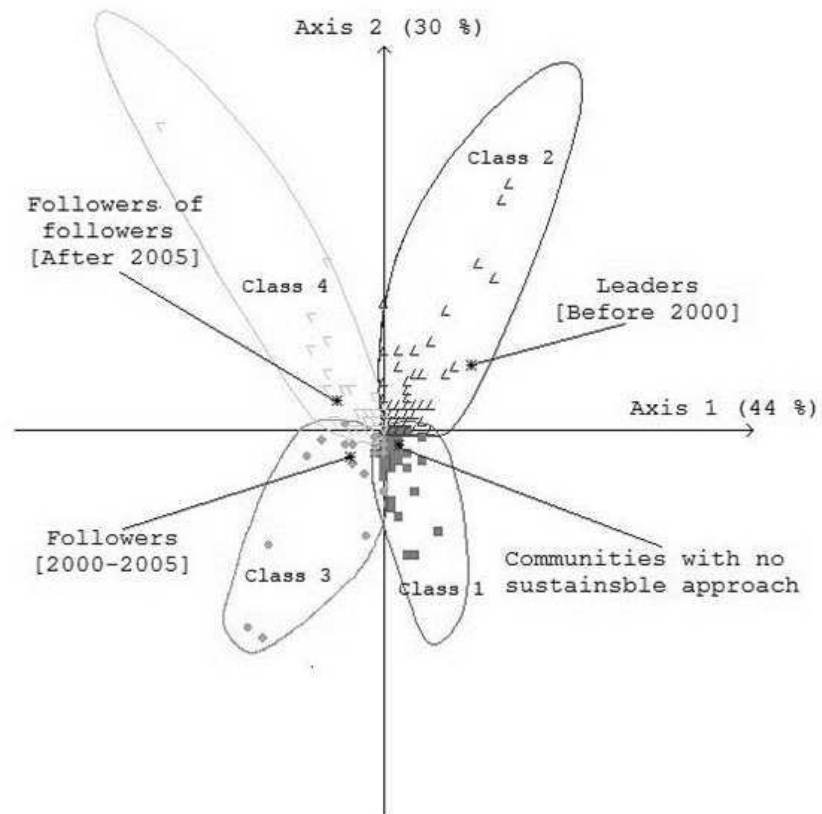 Axis 2 (30 %)
Class 2
Followers of
followers
[After 2005]
Class 4
Leaders
[Before 2000]
Axis 1 (44 %)
Followers
[2000-2005]
Class 3
Class 1
Communities with no
sustainsble approach